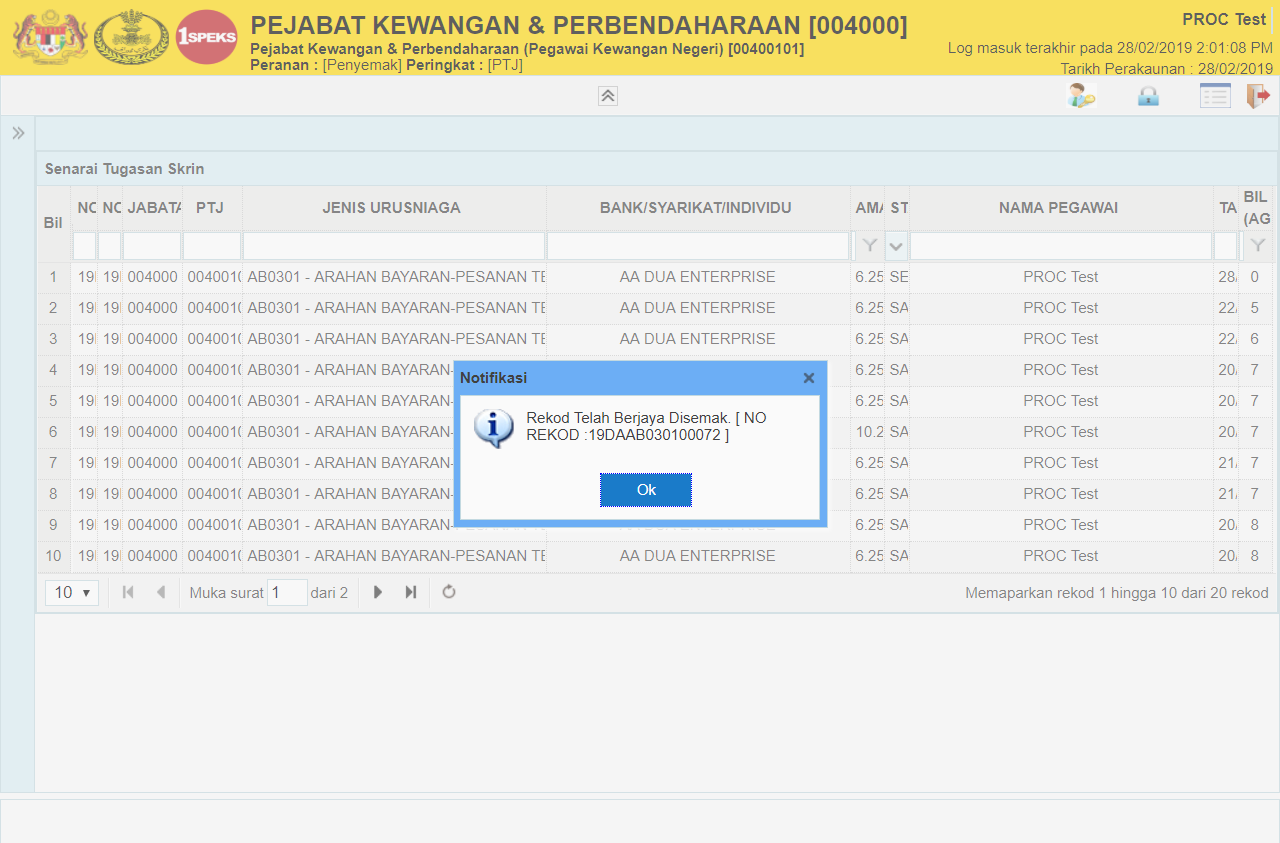 1SPEKS
PEJABAT KEWANGAN & PERBENDAHARAAN [004000]
Pejabat Kewangan & Perbendaharaan (Pegawai Kewangan Negeri) [00400101]
Peranan : [Penyemak] Peringkat : [PTJ]
PROC Test
Log masuk terakhir pada 28/02/2019 2:01:08 PM
Tarikh Perakaunan : 28/02/2019
Senarai Tugasan Skrin
Bil NO NO JABATA PTJ JENIS URUSNIAGA BANK/SYARIKAT/INDIVIDU AMA ST NAMA PEGAWAI TA BIL (AG
1 19 19 004000 004001 AB0301 - ARAHAN BAYARAN-PESANAN TE AA DUA ENTERPRISE 6.25 SE PROC Test 28/ 0
2 19 19 004000 004001 AB0301 - ARAHAN BAYARAN-PESANAN TE AA DUA ENTERPRISE 6.25 SA PROC Test 22/ 5
3 19 19 004000 004001 AB0301 - ARAHAN BAYARAN-PESANAN TE AA DUA ENTERPRISE 6.25 SA PROC Test 22/ 6
4 19 19 004000 004001 AB0301 - ARAHAN BAYARAN- 6.25 SA PROC Test 20/ 7
5 19 19 004000 004001 AB0301 - ARAHAN BAYARAN- 6.25 SA PROC Test 20/ 7
6 19 19 004000 004001 AB0301 - ARAHAN BAYARAN- 10.2 SA PROC Test 20/ 7
7 19 19 004000 004001 AB0301 - ARAHAN BAYARAN- 6.25 SA PROC Test 21/ 7
8 19 19 004000 004001 AB0301 - ARAHAN BAYARAN- 6.25 SA PROC Test 21/ 7
9 19 19 004000 004001 AB0301 - ARAHAN BAYARAN- 6.25 SA PROC Test 20/ 8
10 19 19 004000 004001 AB0301 - ARAHAN BAYARAN-PESANAN TE AA DUA ENTERPRISE 6.25 SA PROC Test 20/ 8
Notifikasi
Rekod Telah Berjaya Disemak. [ NO
REKOD :19DAAB030100072 ]
Ok
10 Muka surat 1 dari 2 Memaparkan rekod 1 hingga 10 dari 20 rekod